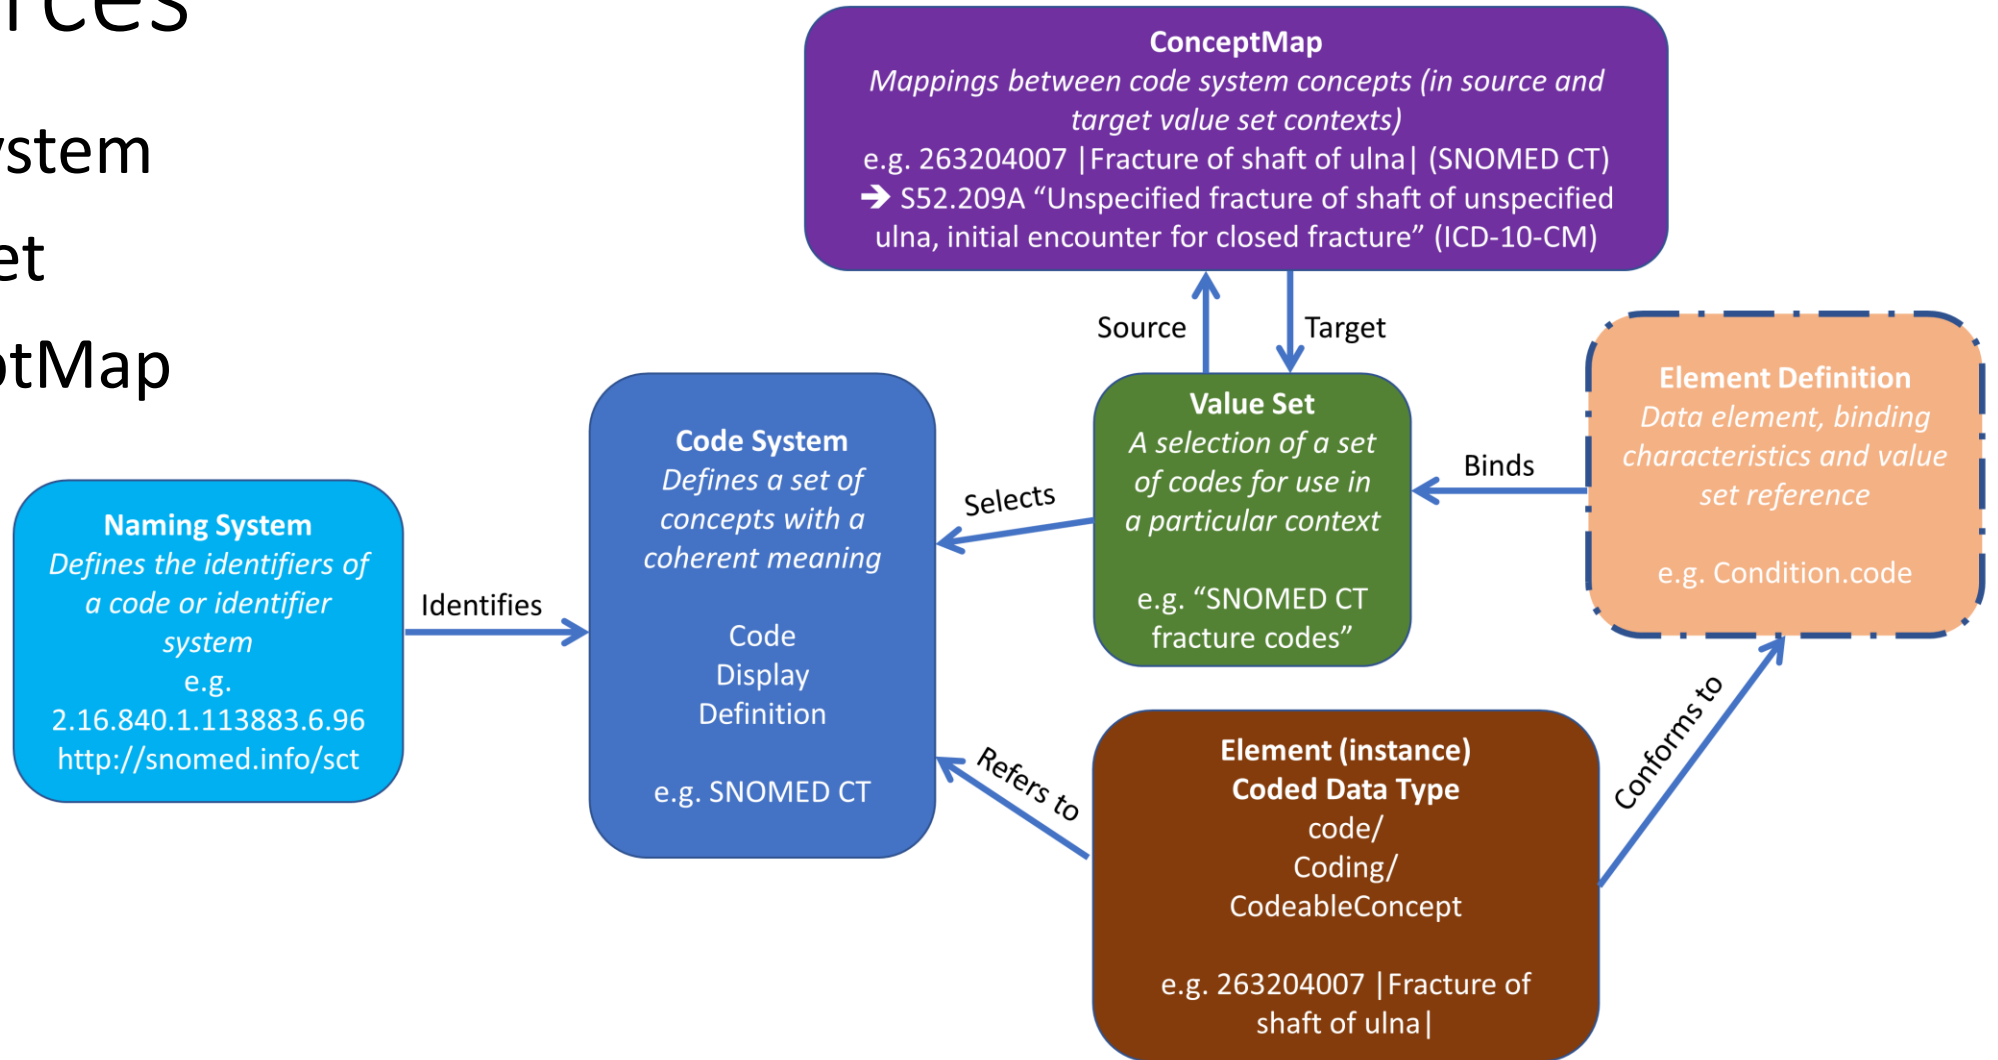 rces
ystem
et
ptMap
ConceptMap
Mappings between code system concepts (in source and
target value set contexts)
e.g. 263204007 |Fracture of shaft of ulna| (SNOMED CT)
➔ S52.209A “Unspecified fracture of shaft of unspecified
ulna, initial encounter for closed fracture” (ICD-10-CM)
Source
Target
Code System
Defines a set of
concepts with a
coherent meaning
Code
Display
Definition
e.g. SNOMED CT
Selects
Value Set
A selection of a set
of codes for use in
a particular context
e.g. “SNOMED CT
fracture codes”
Binds
Element Definition
Data element, binding
characteristics and value
set reference
e.g. Condition.code
Naming System
Defines the identifiers of
a code or identifier
system
e.g.
2.16.840.1.113883.6.96
http://snomed.info/sct
Identifies
Refers to
Element (instance)
Coded Data Type
code/
Coding/
CodeableConcept
e.g. 263204007 |Fracture of
shaft of ulna|
Conforms to